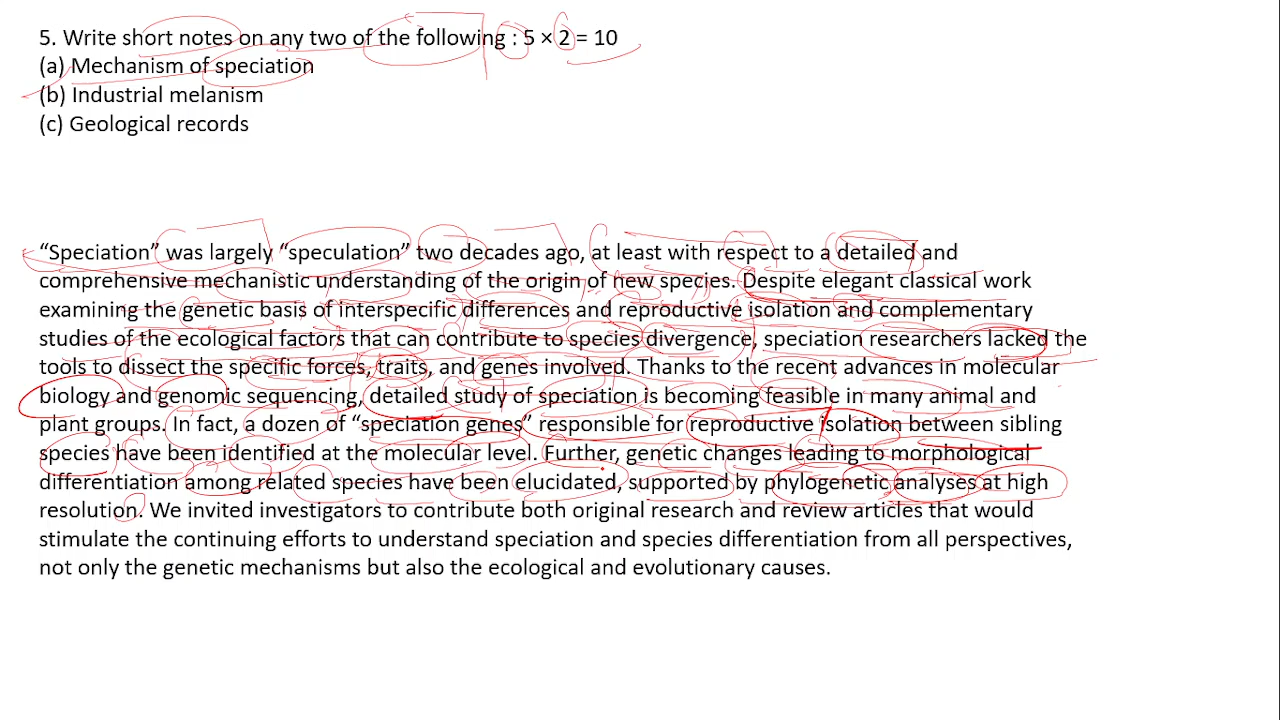 5. Write short notes on any two of the following : 5 × 2 = 10
(a) Mechanism of speciation
(b) Industrial melanism
(c) Geological records
“Speciation” was largely “speculation” two decades ago, at least with respect to a detailed and
comprehensive mechanistic understanding of the origin of new species. Despite elegant classical work
examining the genetic basis of interspecific differences and reproductive isolation and complementary
studies of the ecological factors that can contribute to species divergence, speciation researchers lacked the
tools to dissect the specific forces, traits, and genes involved. Thanks to the recent advances in molecular
biology and genomic sequencing, detailed study of speciation is becoming feasible in many animal and
plant groups. In fact, a dozen of “speciation genes” responsible for reproductive isolation between sibling
species have been identified at the molecular level. Further, genetic changes leading to morphological
differentiation among related species have been elucidated, supported by phylogenetic analyses at high
resolution. We invited investigators to contribute both original research and review articles that would
stimulate the continuing efforts to understand speciation and species differentiation from all perspectives,
not only the genetic mechanisms but also the ecological and evolutionary causes.